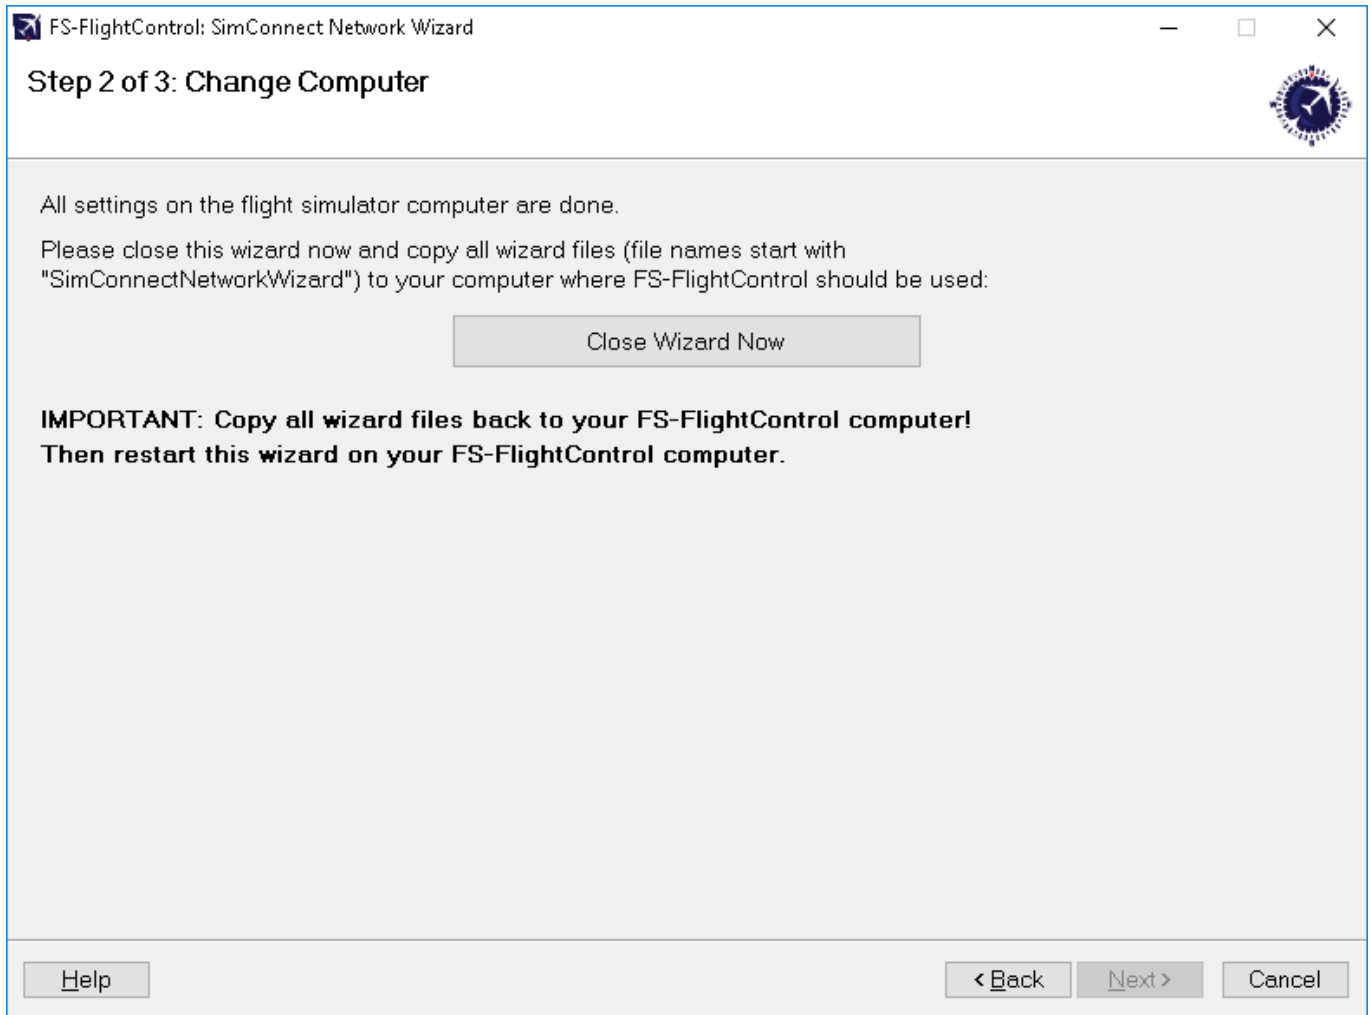 FS-FlightControl: SimConnect Network Wizard
Step 2 of 3: Change Computer
All settings on the flight simulator computer are done.
Please close this wizard now and copy all wizard files (file names start with
"SimConnectNetworkWizard") to your computer where FS-FlightControl should be used:
Close Wizard Now
IMPORTANT: Copy all wizard files back to your FS-FlightControl computer!
Then restart this wizard on your FS-FlightControl computer.
Help
< Back
Next >
Cancel